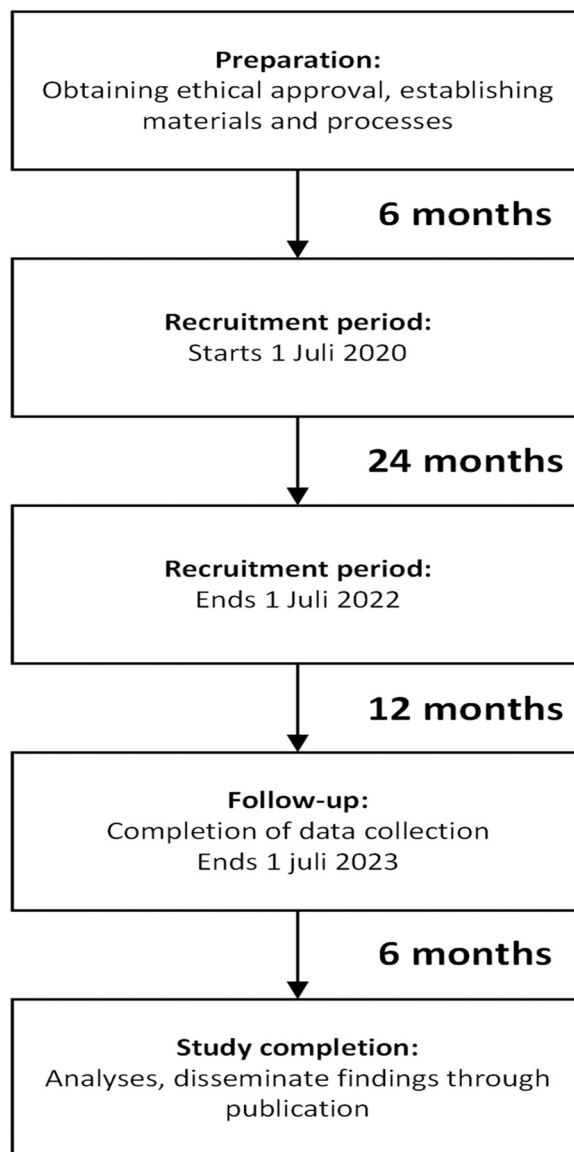 Preparation:
Obtaining ethical approval, establishing
materials and processes
6 months
Recruitment period:
Starts 1 Juli 2020
24 months
Recruitment period:
Ends 1 Juli 2022
12 months
Follow-up:
Completion of data collection
Ends 1 juli 2023
6 months
Study completion:
Analyses, disseminate findings through
publication